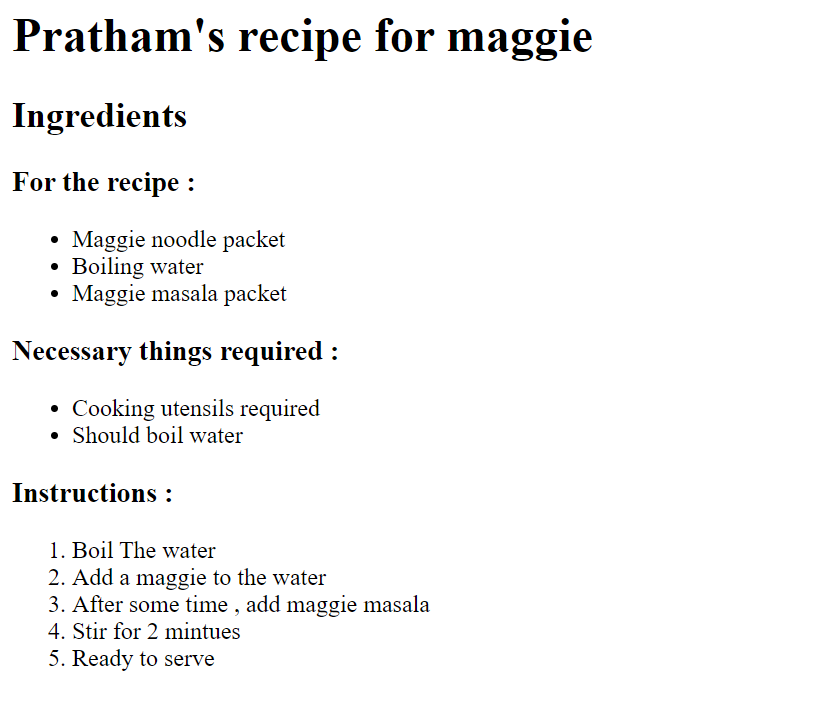 Pratham's recipe for maggie
Ingredients
For the recipe :
• Maggie noodle packet
• Boiling water
• Maggie masala packet
Necessary things required :
• Cooking utensils required
• Should boil water
Instructions :
1. Boil The water
2. Add a maggie to the water
3. After some time , add maggie masala
4. Stir for 2 mintues
5. Ready to serve